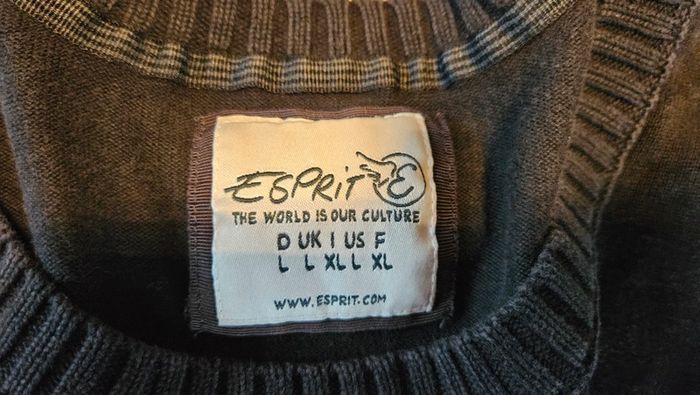 ESPRIT E
THE WORLD IS OUR CULTURE
D UK I US F
L L XL L XL
WWW.ESPRIT.COM